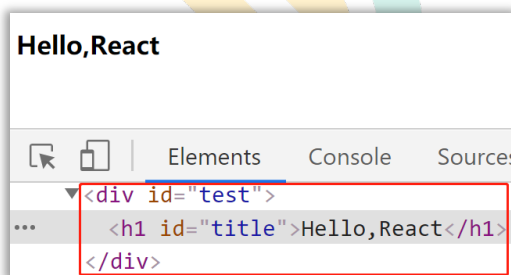 Hello,React
Elements Console Sources
▼<div id="test">
··· <h1 id="title">Hello,React</h1>
</div>